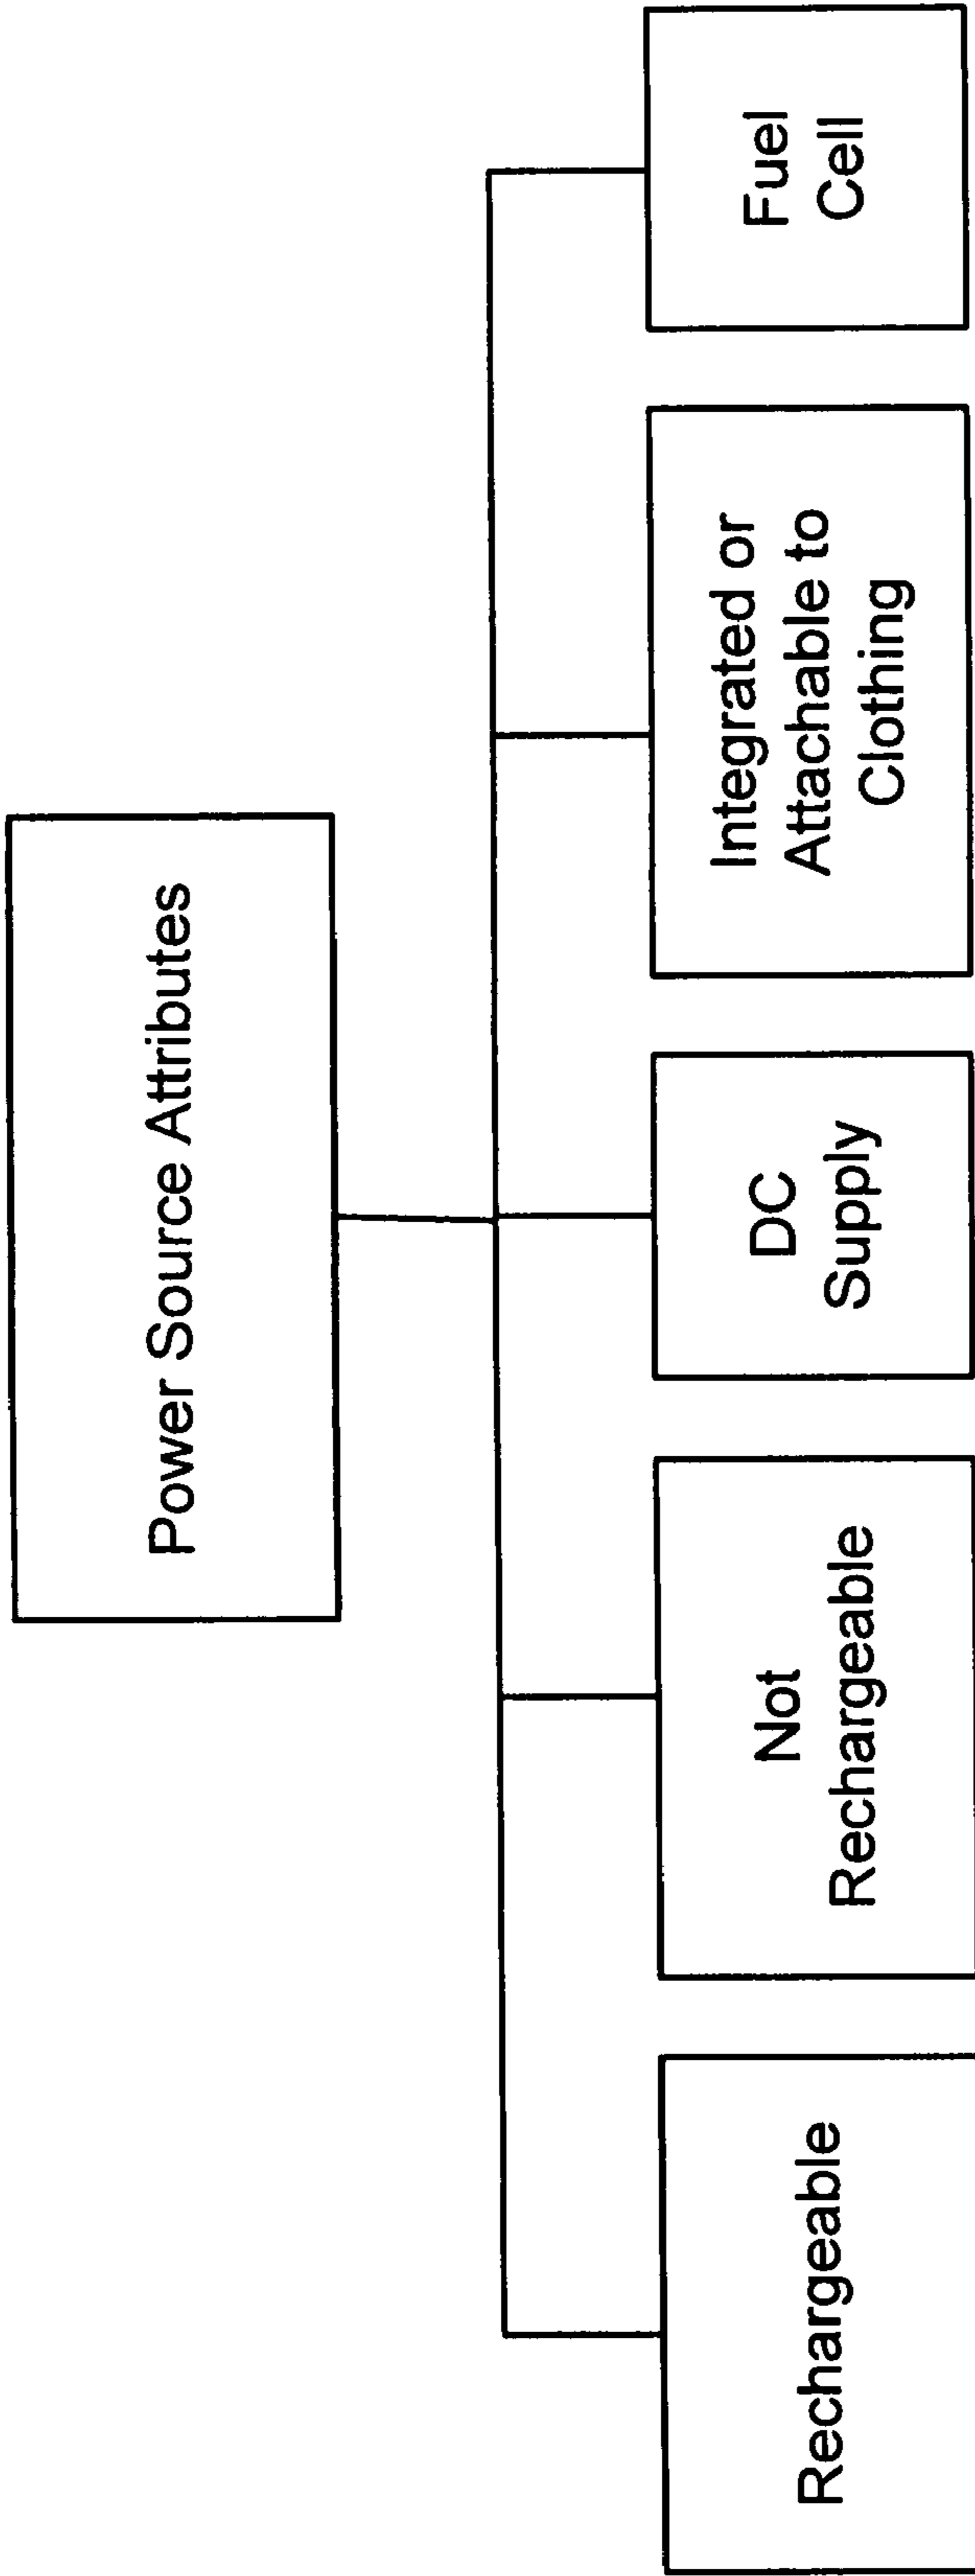 Power Source Attributes
Rechargeable
Not
Rechargeable
DC
Supply
Integrated or
Attachable to
Clothing
Fuel
Cell